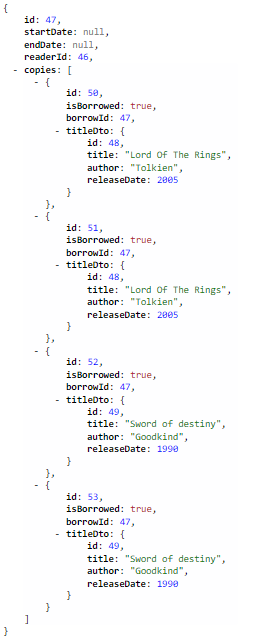 {
id: 47,
startDate: null,
endDate: null,
readerId: 46,
- copies: [
- {
id: 50,
isBorrowed: true,
borrowId: 47,
- titleDto: {
id: 48,
title: "Lord Of The Rings",
author: "Tolkien",
releaseDate: 2005
}
},
- {
id: 51,
isBorrowed: true,
borrowId: 47,
- titleDto: {
id: 48,
title: "Lord Of The Rings",
author: "Tolkien",
releaseDate: 2005
}
},
- {
id: 52,
isBorrowed: true,
borrowId: 47,
- titleDto: {
id: 49,
title: "Sword of destiny",
author: "Goodkind",
releaseDate: 1990
}
},
- {
id: 53,
isBorrowed: true,
borrowId: 47,
- titleDto: {
id: 49,
title: "Sword of destiny",
author: "Goodkind",
releaseDate: 1990
}
}
]
}